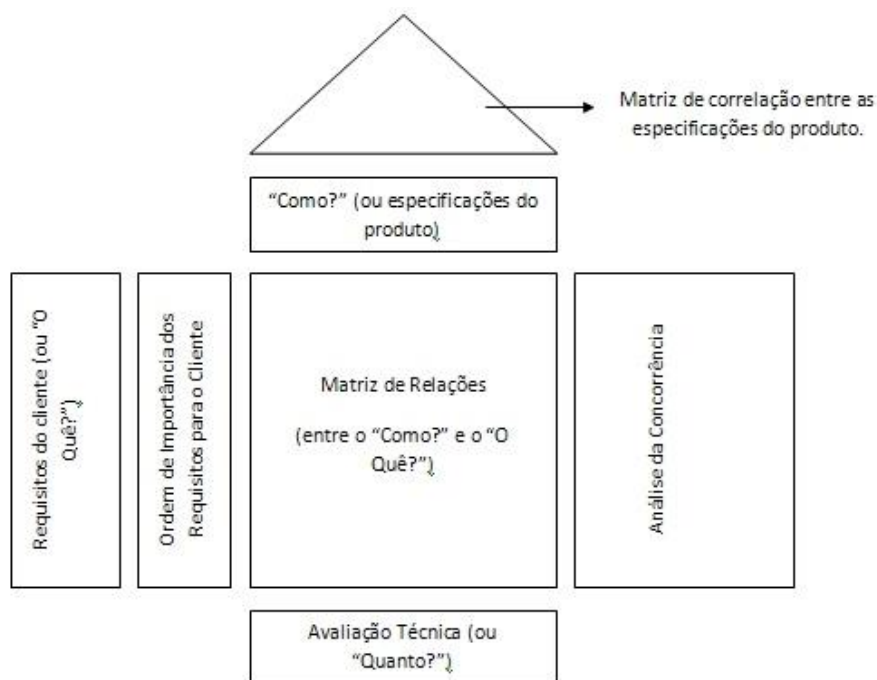 Matriz de correlação entre as
especificações do produto.
“Como?” (ou especificações do
produto)
Requisitos do cliente (ou “O
Quê?”)
Ordem de Importância dos
Requisitos para o Cliente
Matriz de Relações
(entre o “Como?” e o “O
Quê?”)
Análise da Concorrência
Avaliação Técnica (ou
“Quanto?”)